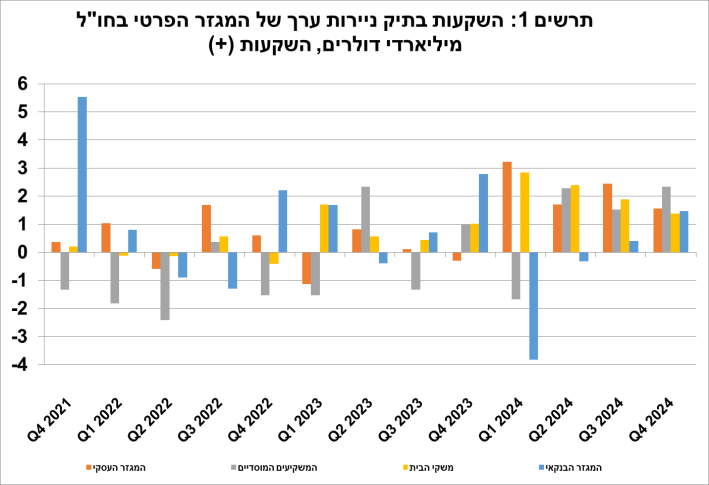 תרשים 1: השקעות בתיק ניירות ערך של המגזר הפרטי בחו"ל
מיליארדי דולרים, השקעות (+)
6
5
4
3
2
1
0
-1
-2
-3
-4
Q4 2021
Q1 2022
Q2 2022
Q3 2022
Q4 2022
Q1 2023
Q2 2023
Q3 2023
Q4 2023
Q1 2024
Q2 2024
Q3 2024
Q4 2024
המגזר העסקי
המשקיעים המוסדיים
משקי הבית
המגזר הבנקאי